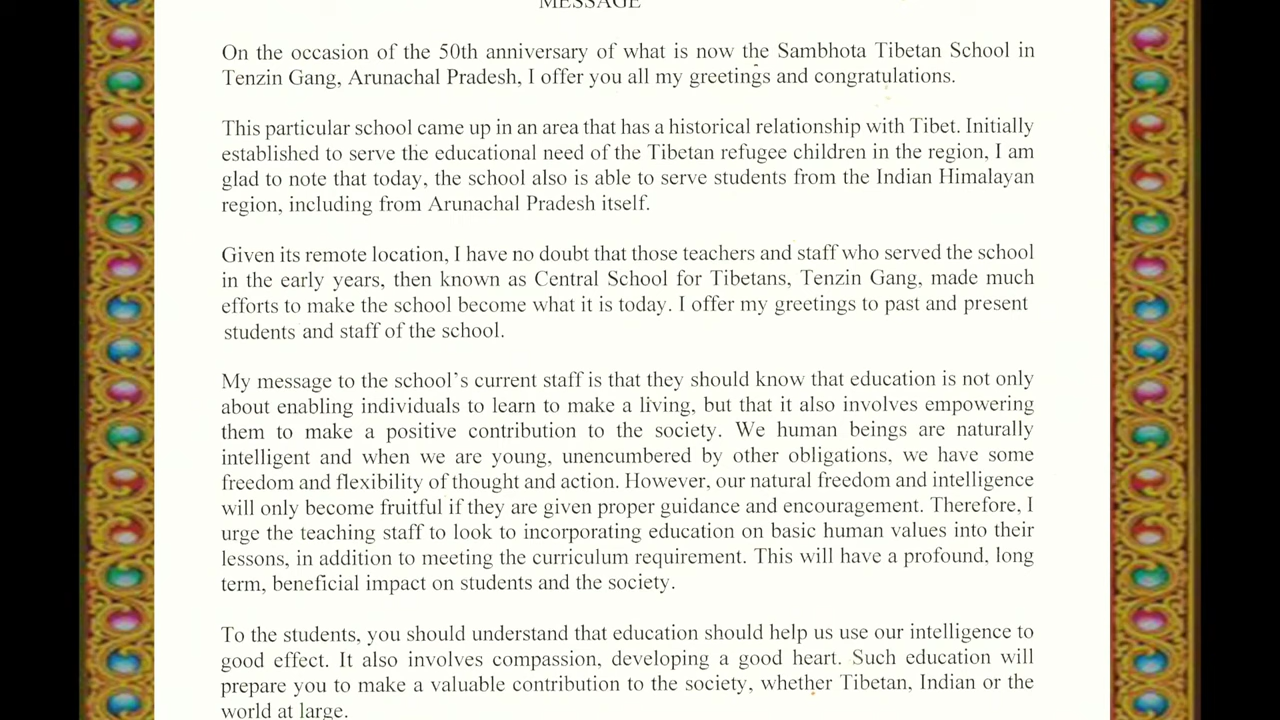 MESSAGE
On the occasion of the 50th anniversary of what is now the Sambhota Tibetan School in
Tenzin Gang, Arunachal Pradesh, I offer you all my greetings and congratulations.
This particular school came up in an area that has a historical relationship with Tibet. Initially
established to serve the educational need of the Tibetan refugee children in the region, I am
glad to note that today, the school also is able to serve students from the Indian Himalayan
region, including from Arunachal Pradesh itself.
Given its remote location, I have no doubt that those teachers and staff who served the school
in the early years, then known as Central School for Tibetans, Tenzin Gang, made much
efforts to make the school become what it is today. I offer my greetings to past and present
students and staff of the school.
My message to the school's current staff is that they should know that education is not only
about enabling individuals to learn to make a living, but that it also involves empowering
them to make a positive contribution to the society. We human beings are naturally
intelligent and when we are young, unencumbered by other obligations, we have some
freedom and flexibility of thought and action. However, our natural freedom and intelligence
will only become fruitful if they are given proper guidance and encouragement. Therefore, I
urge the teaching staff to look to incorporating education on basic human values into their
lessons, in addition to meeting the curriculum requirement. This will have a profound, long
term, beneficial impact on students and the society.
To the students, you should understand that education should help us use our intelligence to
good effect. It also involves compassion, developing a good heart. Such education will
prepare you to make a valuable contribution to the society, whether Tibetan, Indian or the
world at large.